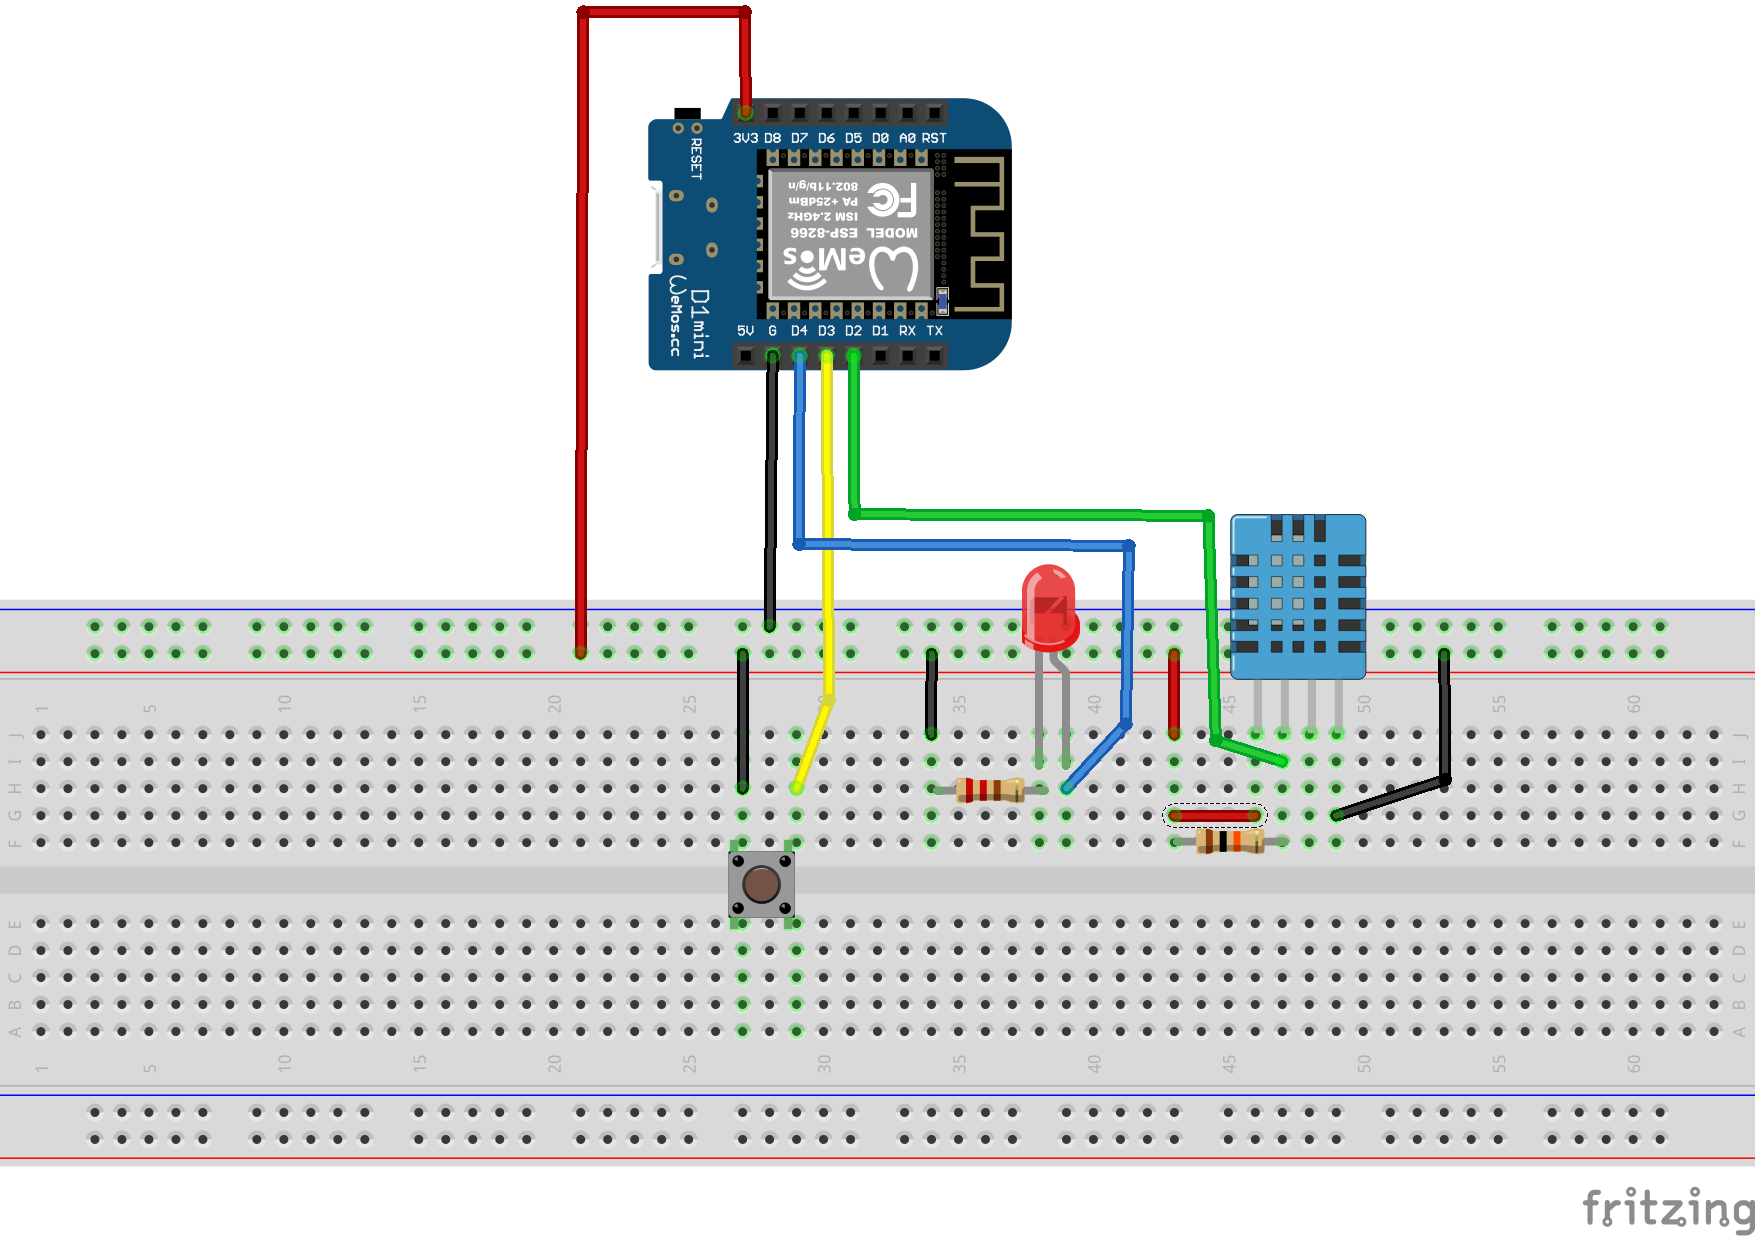 3V3 D8 D7 D6 D5 D0 A0 RST
RESET
802.11b/g/n
PA +25dBm
ISM 2.4GHz
MODEL ESP-8266
FC
WeMos
D1 mini
WeMos.cc
5V G D4 D3 D2 D1 RX TX
1 5 10 15 20 25 30 35 40 45 50 55 60
J J
I I
H H
G G
F F
E E
D D
C C
B B
A A
1 5 10 15 20 25 30 35 40 45 50 55 60
fritzing